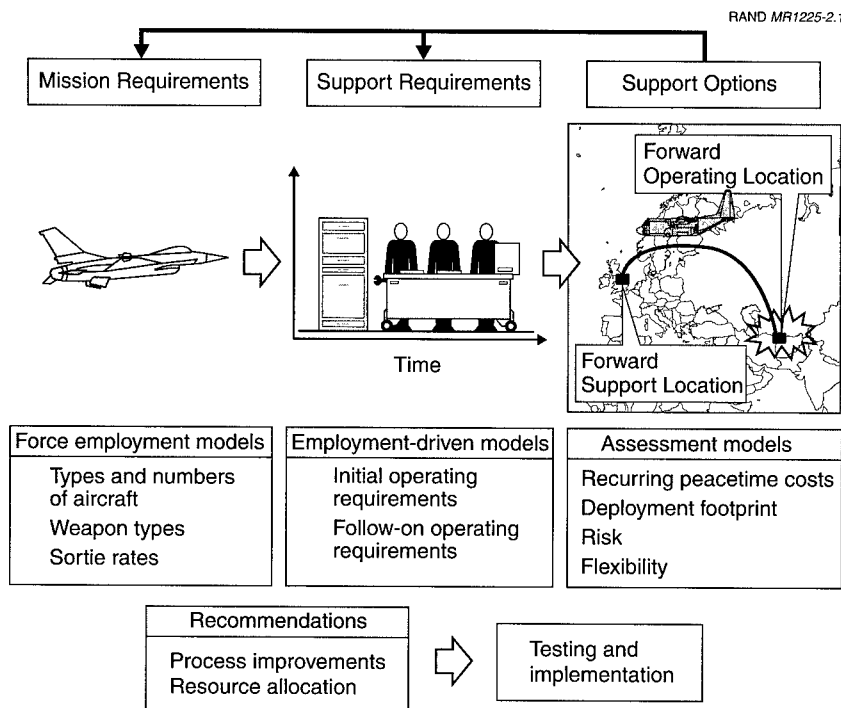 RAND MR1225-2.1
Mission Requirements
Support Requirements
Support Options
Forward
Operating Location
Forward
Support Location
Time
Force employment models
Types and numbers
of aircraft
Weapon types
Sortie rates
Employment-driven models
Initial operating
requirements
Follow-on operating
requirements
Assessment models
Recurring peacetime costs
Deployment footprint
Risk
Flexibility
Recommendations
Process improvements
Resource allocation
Testing and
implementation